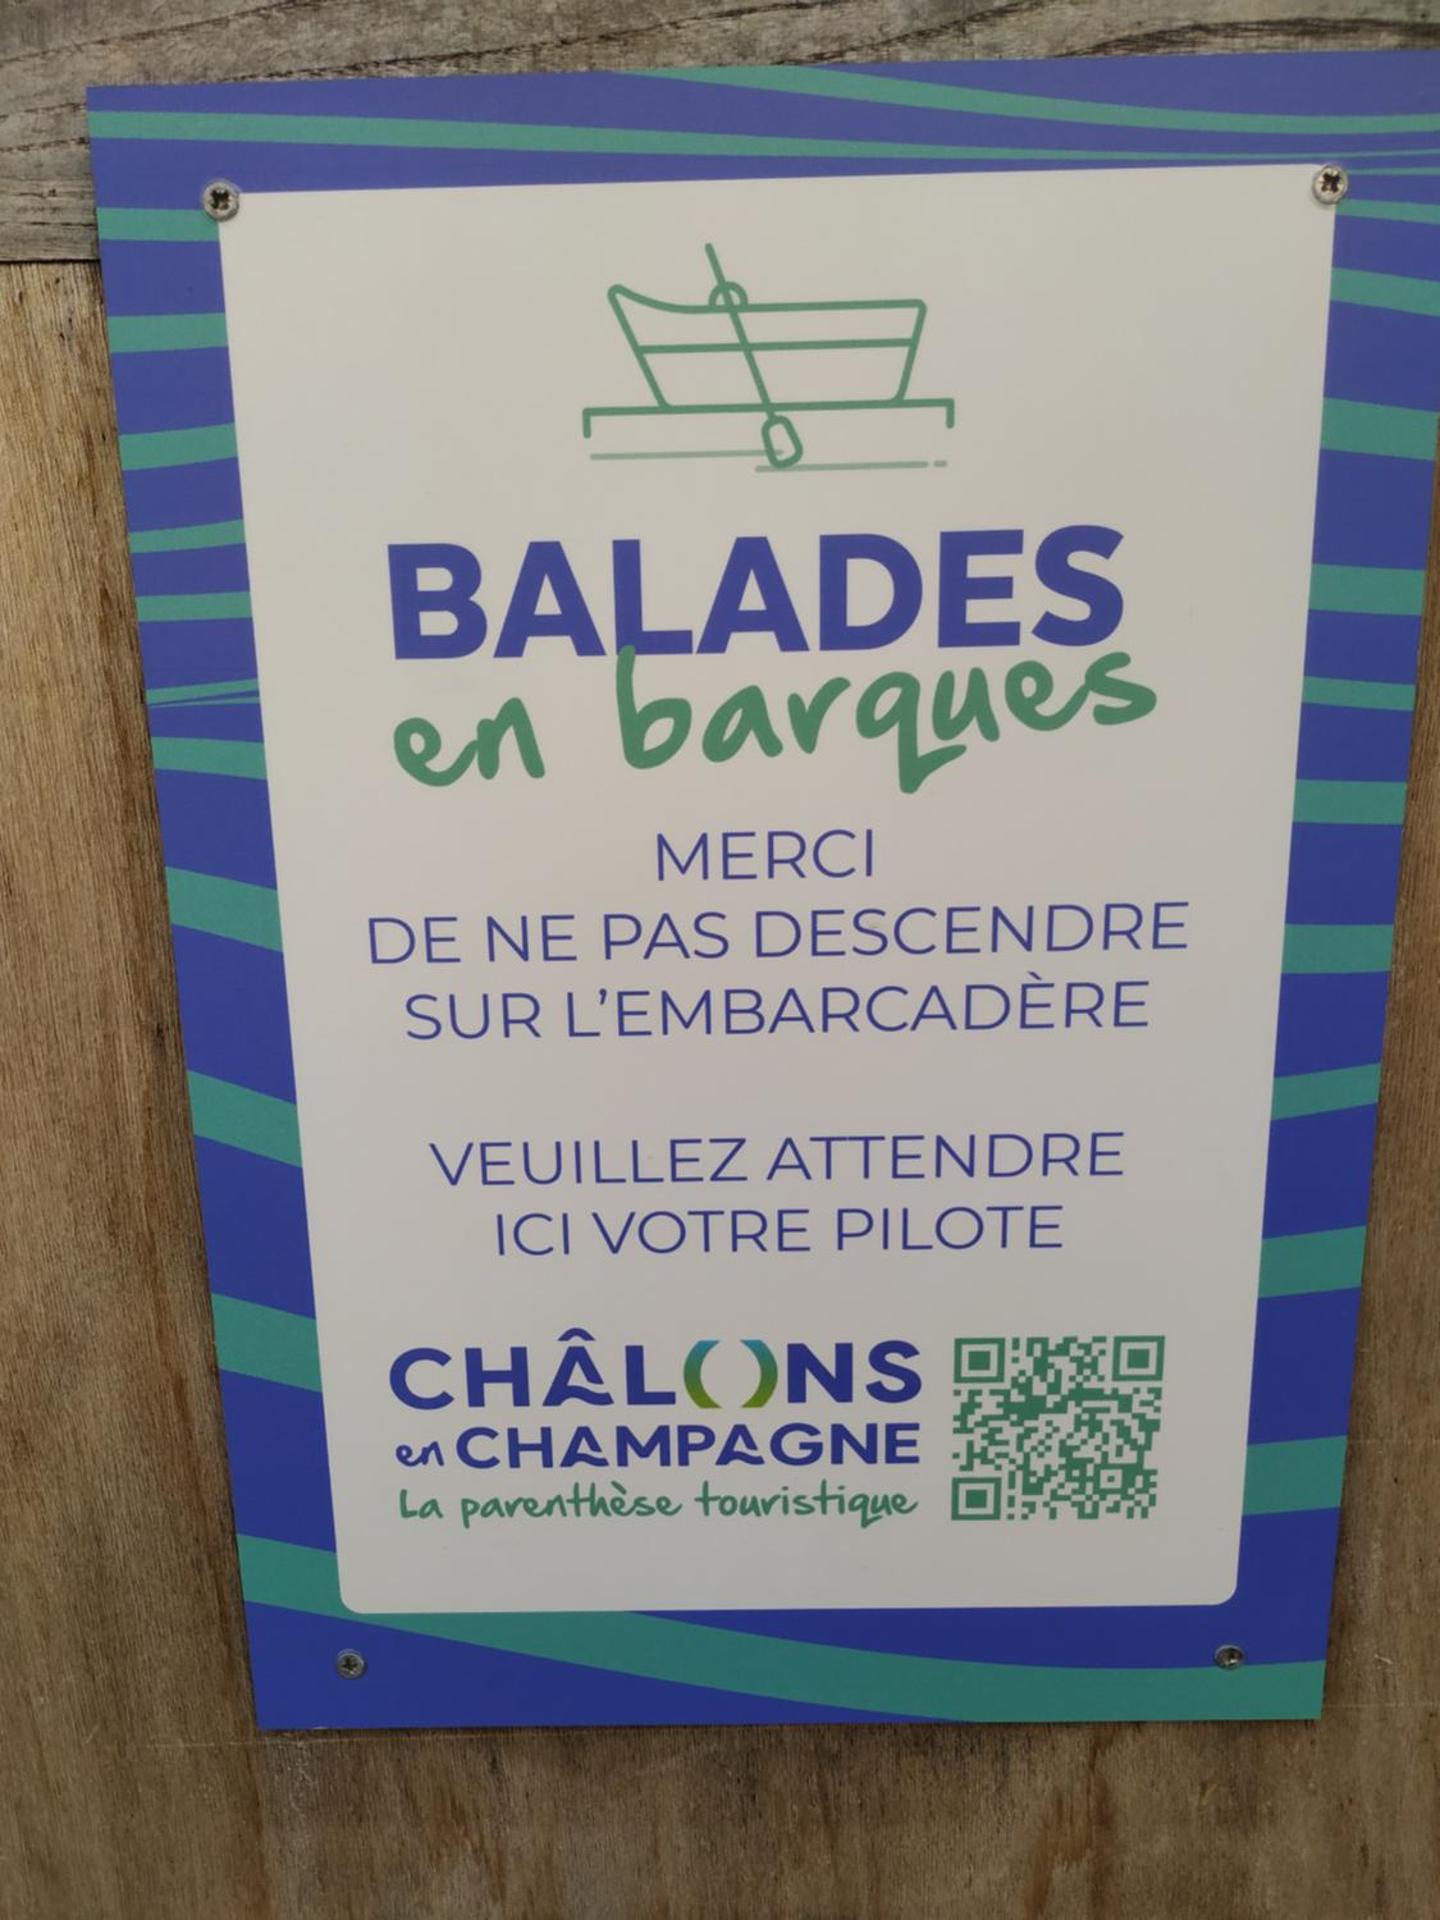 BALADES
en barques
MERCI
DE NE PAS DESCENDRE
SUR L'EMBARCADÈRE
VEUILLEZ ATTENDRE
ICI VOTRE PILOTE
CHÂLONS
en CHAMPAGNE
La parenthèse touristique